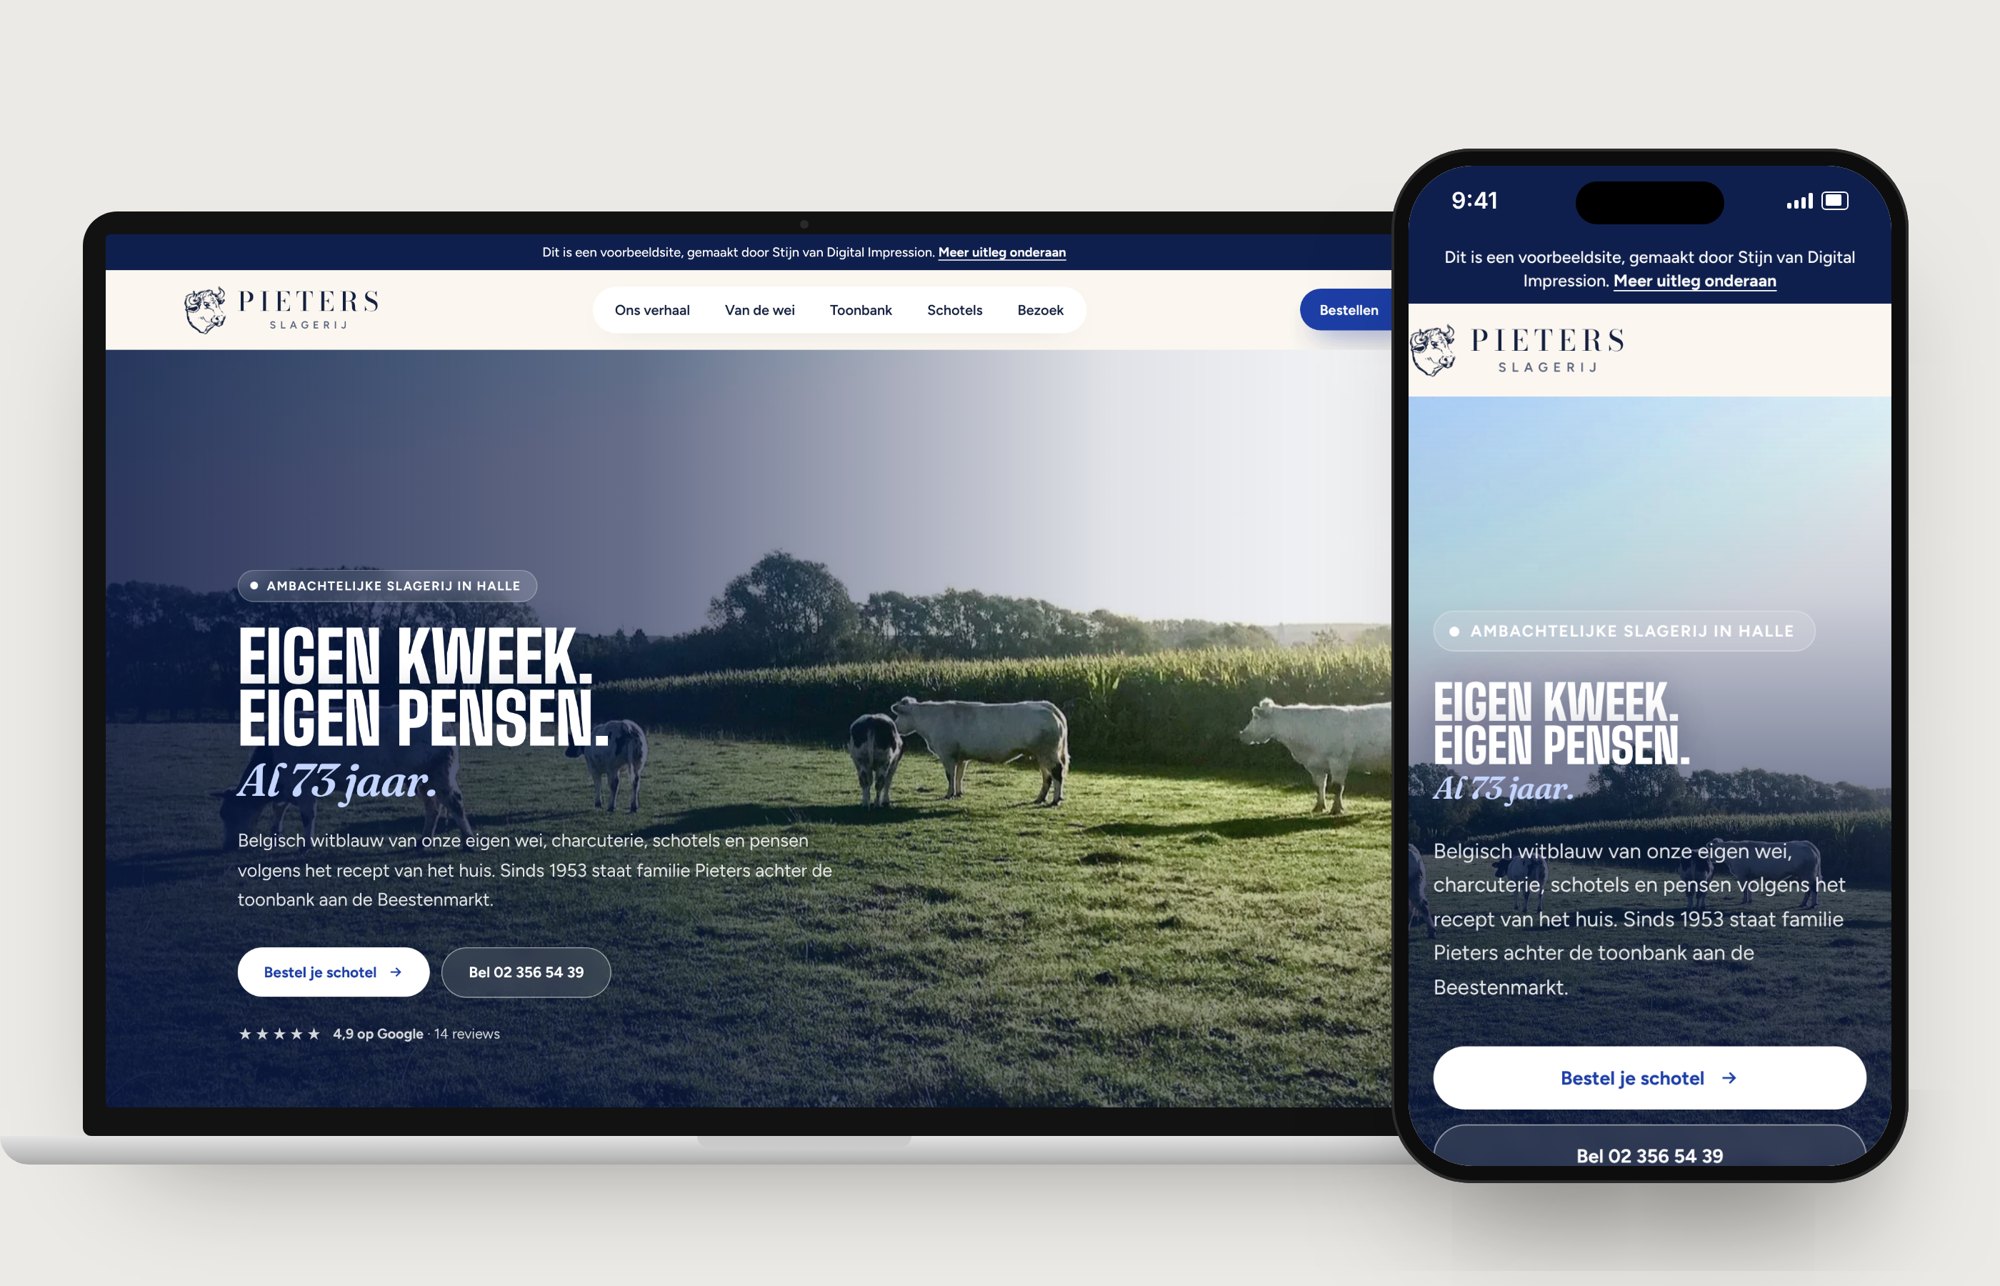 Dit is een voorbeeldsite, gemaakt door Stijn van Digital Impression. Meer uitleg onderaan
PIETERS
SLAGERIJ
Ons verhaal
Van de wei
Toonbank
Schotels
Bezoek
Bestellen
AMBACHTELIJKE SLAGERIJ IN HALLE
EIGEN KWEEK.
EIGEN PENSEN.
Al 73 jaar.
Belgisch witblauw van onze eigen wei, charcuterie, schotels en pensen
volgens het recept van het huis. Sinds 1953 staat familie Pieters achter de
toonbank aan de Beestenmarkt.
Bestel je schotel →
Bel 02 356 54 39
★★★★★ 4,9 op Google · 14 reviews
9:41
Dit is een voorbeeldsite, gemaakt door Stijn van Digital
Impression. Meer uitleg onderaan
PIETERS
SLAGERIJ
AMBACHTELIJKE SLAGERIJ IN HALLE
EIGEN KWEEK.
EIGEN PENSEN.
Al 73 jaar.
Belgisch witblauw van onze eigen wei,
charcuterie, schotels en pensen volgens het
recept van het huis. Sinds 1953 staat familie
Pieters achter de toonbank aan de
Beestenmarkt.
Bestel je schotel →
Bel 02 356 54 39